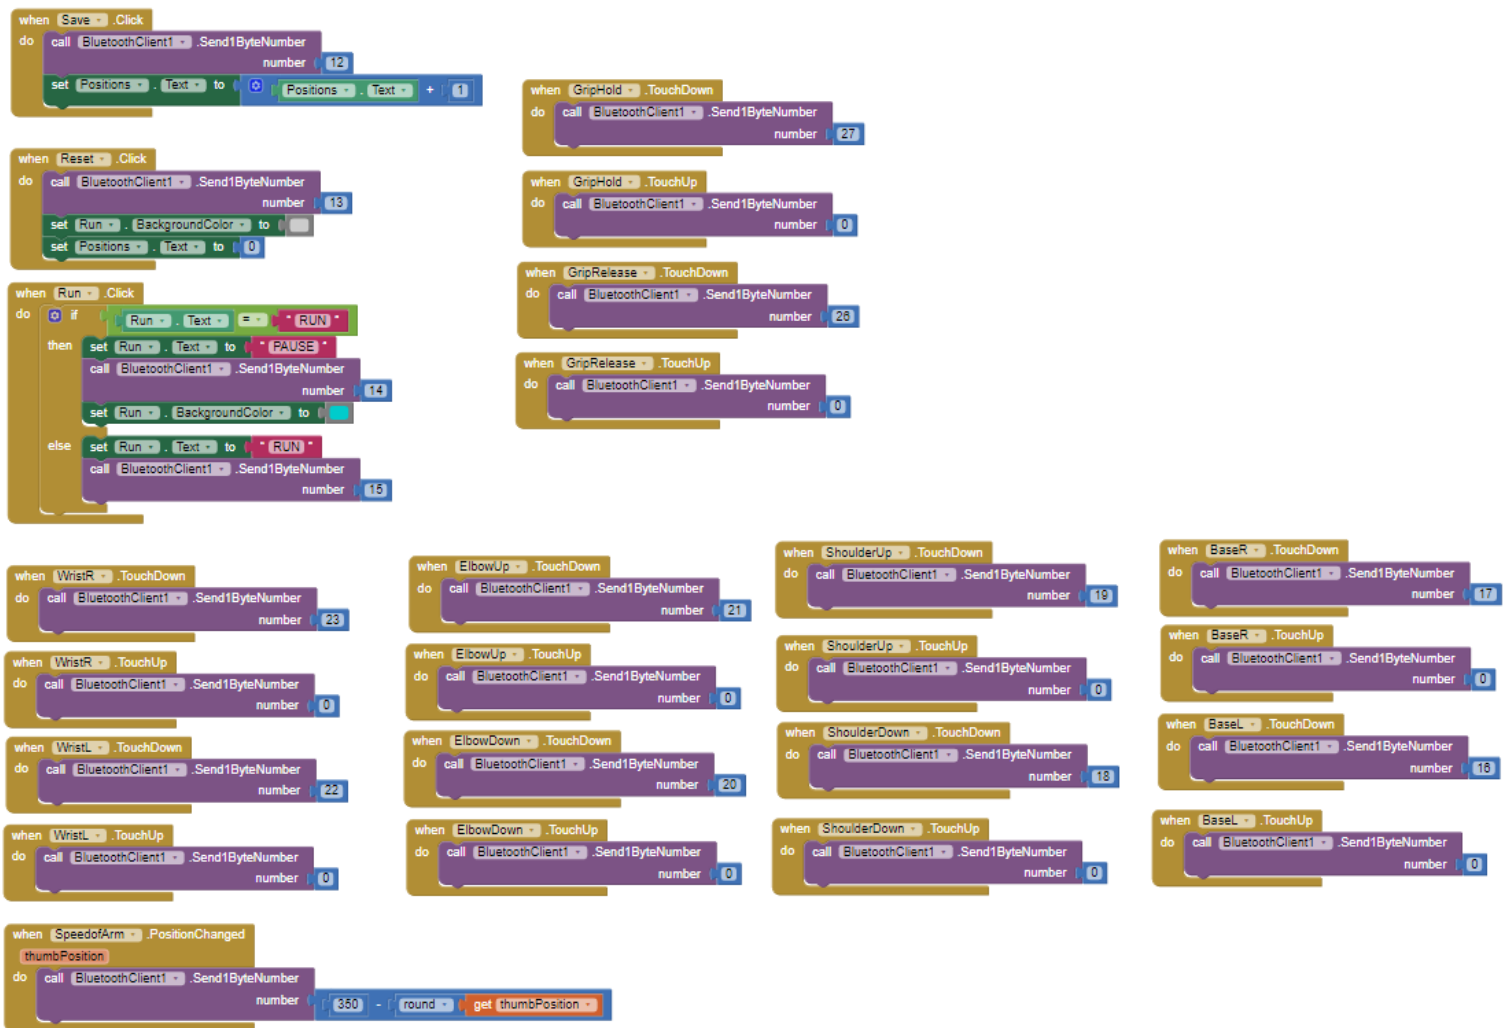 when Save .Click
do call BluetoothClient1 .Send1ByteNumber
number 12
set Positions . Text to Positions . Text + 1
when Reset .Click
do call BluetoothClient1 .Send1ByteNumber
number 13
set Run . BackgroundColor to
set Positions . Text to 0
when Run .Click
do if Run . Text = " RUN "
then set Run . Text to " PAUSE "
call BluetoothClient1 .Send1ByteNumber
number 14
set Run . BackgroundColor to
else set Run . Text to " RUN "
call BluetoothClient1 .Send1ByteNumber
number 15
when GripHold .TouchDown
do call BluetoothClient1 .Send1ByteNumber
number 27
when GripHold .TouchUp
do call BluetoothClient1 .Send1ByteNumber
number 0
when GripRelease .TouchDown
do call BluetoothClient1 .Send1ByteNumber
number 26
when GripRelease .TouchUp
do call BluetoothClient1 .Send1ByteNumber
number 0
when WristR .TouchDown
do call BluetoothClient1 .Send1ByteNumber
number 23
when WristR .TouchUp
do call BluetoothClient1 .Send1ByteNumber
number 0
when WristL .TouchDown
do call BluetoothClient1 .Send1ByteNumber
number 22
when WristL .TouchUp
do call BluetoothClient1 .Send1ByteNumber
number 0
when ElbowUp .TouchDown
do call BluetoothClient1 .Send1ByteNumber
number 21
when ElbowUp .TouchUp
do call BluetoothClient1 .Send1ByteNumber
number 0
when ElbowDown .TouchDown
do call BluetoothClient1 .Send1ByteNumber
number 20
when ElbowDown .TouchUp
do call BluetoothClient1 .Send1ByteNumber
number 0
when ShoulderUp .TouchDown
do call BluetoothClient1 .Send1ByteNumber
number 19
when ShoulderUp .TouchUp
do call BluetoothClient1 .Send1ByteNumber
number 0
when ShoulderDown .TouchDown
do call BluetoothClient1 .Send1ByteNumber
number 18
when ShoulderDown .TouchUp
do call BluetoothClient1 .Send1ByteNumber
number 0
when BaseR .TouchDown
do call BluetoothClient1 .Send1ByteNumber
number 17
when BaseR .TouchUp
do call BluetoothClient1 .Send1ByteNumber
number 0
when BaseL .TouchDown
do call BluetoothClient1 .Send1ByteNumber
number 16
when BaseL .TouchUp
do call BluetoothClient1 .Send1ByteNumber
number 0
when SpeedofArm .PositionChanged
thumbPosition
do call BluetoothClient1 .Send1ByteNumber
number 350 - round get thumbPosition